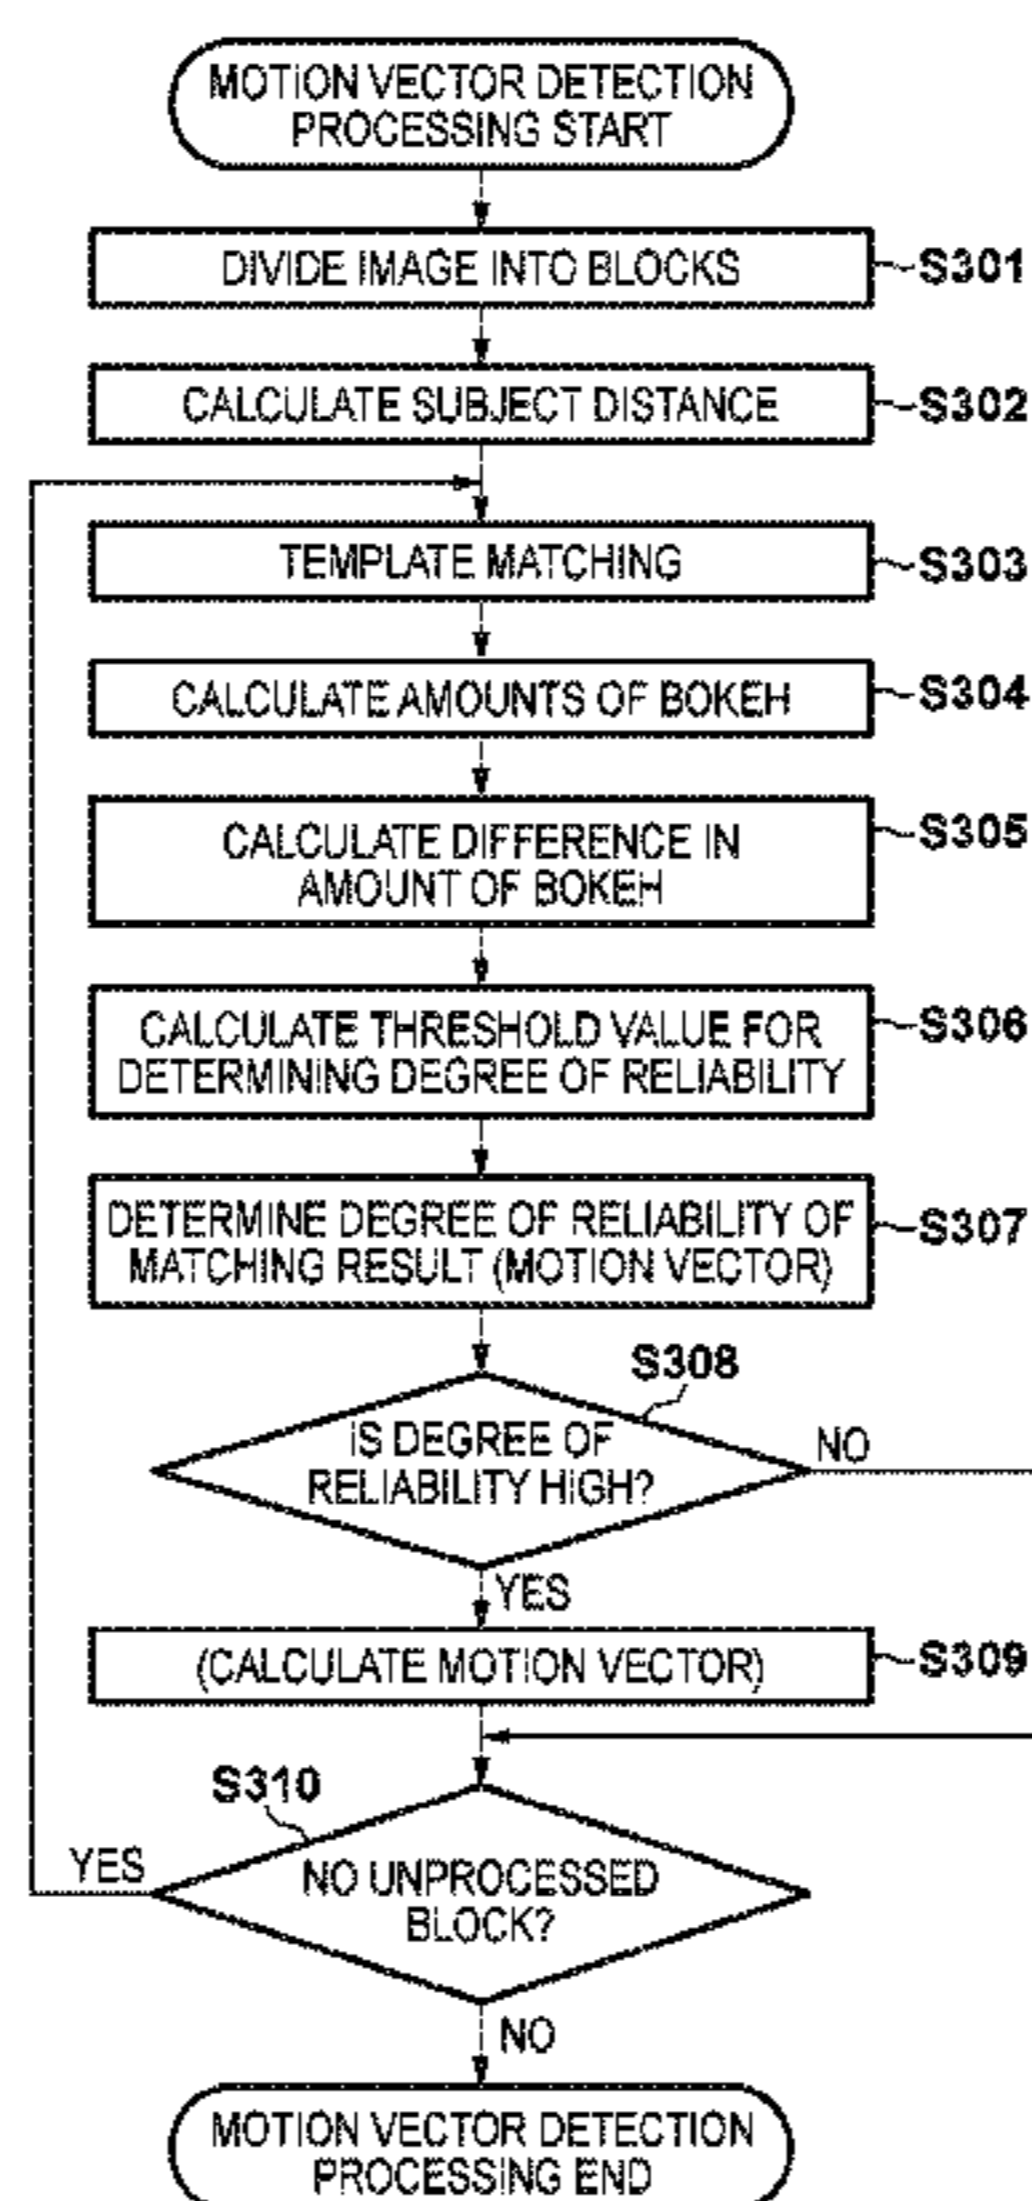 MOTION VECTOR DETECTION
PROCESSING START
DIVIDE IMAGE INTO BLOCKS
S301
CALCULATE SUBJECT DISTANCE
S302
TEMPLATE MATCHING
S303
CALCULATE AMOUNTS OF BOKEH
S304
CALCULATE DIFFERENCE IN
AMOUNT OF BOKEH
S305
CALCULATE THRESHOLD VALUE FOR
DETERMINING DEGREE OF RELIABILITY
S306
DETERMINE DEGREE OF RELIABILITY OF
MATCHING RESULT (MOTION VECTOR)
S307
S308
IS DEGREE OF
RELIABILITY HIGH?
NO
YES
(CALCULATE MOTION VECTOR)
S309
S310
YES
NO UNPROCESSED
BLOCK?
NO
MOTION VECTOR DETECTION
PROCESSING END